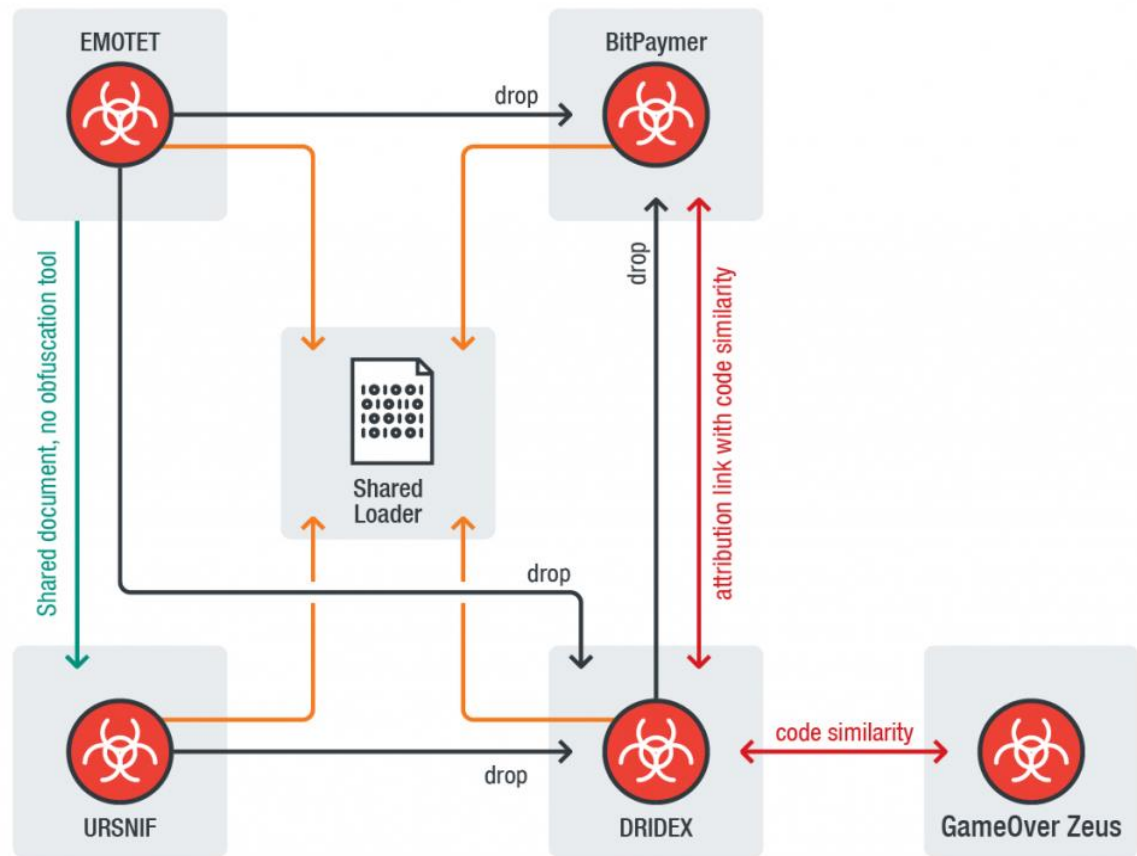 EMOTET
BitPaymer
drop
Shared document, no obfuscation tool
drop
attribution link with code similarity
Shared
Loader
drop
code similarity
drop
URSNIF
DRIDEX
GameOver Zeus